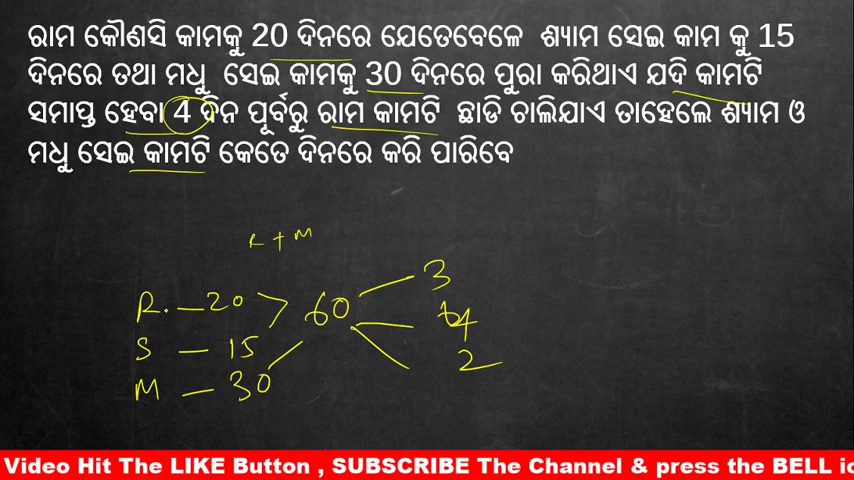 ରାମ କୌଣସି କାମକୁ 20 ଦିନରେ ଯେତେବେଳେ ଶ୍ୟାମ ସେଇ କାମ କୁ 15
ଦିନରେ ତଥା ମଧୁ ସେଇ କାମକୁ 30 ଦିନରେ ପୁରା କରିଥାଏ ଯଦି କାମଟି
ସମାପ୍ତ ହେବା 4 ଦିନ ପୂର୍ବରୁ ରାମ କାମଟି ଛାଡି ଚାଲିଯାଏ ତାହେଲେ ଶ୍ୟାମ ଓ
ମଧୁ ସେଇ କାମଟି କେତେ ଦିନରେ କରି ପାରିବେ
R + M
3
R. — 20 60
4
S — 15
2
M — 30
Video Hit The LIKE Button , SUBSCRIBE The Channel & press the BELL ic